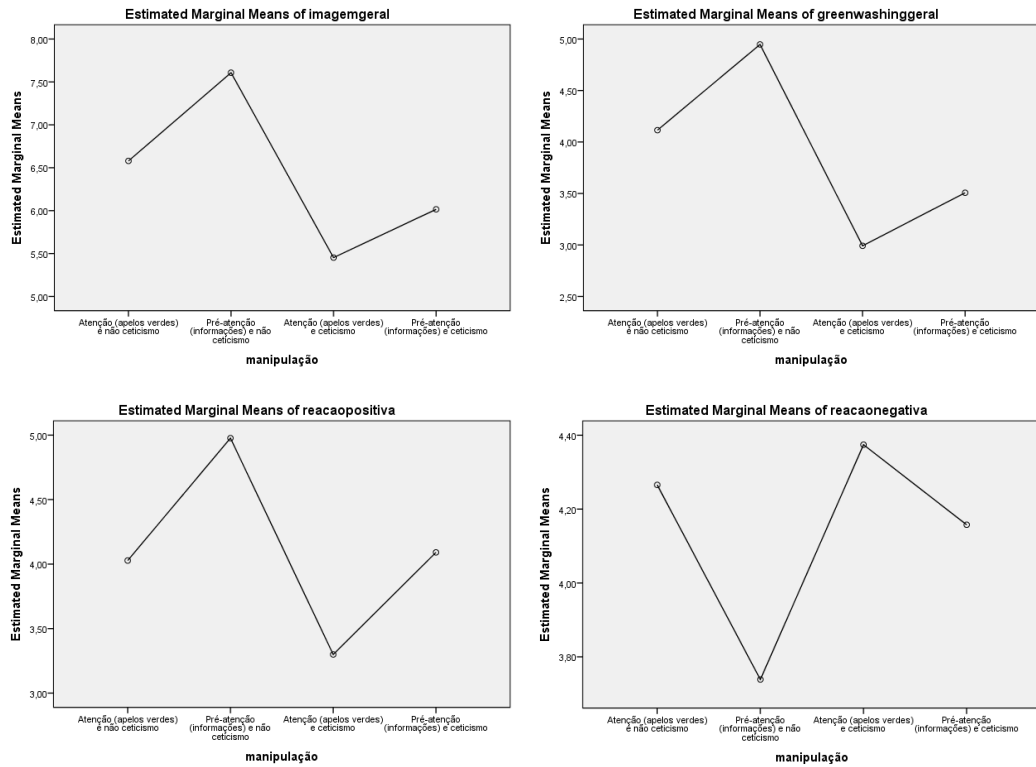 Estimated Marginal Means of imagemgeral
Estimated Marginal Means
8,00
7,50
7,00
6,50
6,00
5,50
5,00
Atenção (apelos verdes)
e não ceticismo
Pré-atenção
(informações) e não
ceticismo
Atenção (apelos verdes)
e ceticismo
Pré-atenção
(informações) e ceticismo
manipulação
Estimated Marginal Means of greenwashinggeral
Estimated Marginal Means
5,00
4,50
4,00
3,50
3,00
2,50
Atenção (apelos verdes)
e não ceticismo
Pré-atenção
(informações) e não
ceticismo
Atenção (apelos verdes)
e ceticismo
Pré-atenção
(informações) e ceticismo
manipulação
Estimated Marginal Means of reacaopositiva
Estimated Marginal Means
5,00
4,50
4,00
3,50
3,00
Atenção (apelos verdes)
e não ceticismo
Pré-atenção
(informações) e não
ceticismo
Atenção (apelos verdes)
e ceticismo
Pré-atenção
(informações) e ceticismo
manipulação
Estimated Marginal Means of reacaonegativa
Estimated Marginal Means
4,40
4,20
4,00
3,80
Atenção (apelos verdes)
e não ceticismo
Pré-atenção
(informações) e não
ceticismo
Atenção (apelos verdes)
e ceticismo
Pré-atenção
(informações) e ceticismo
manipulação